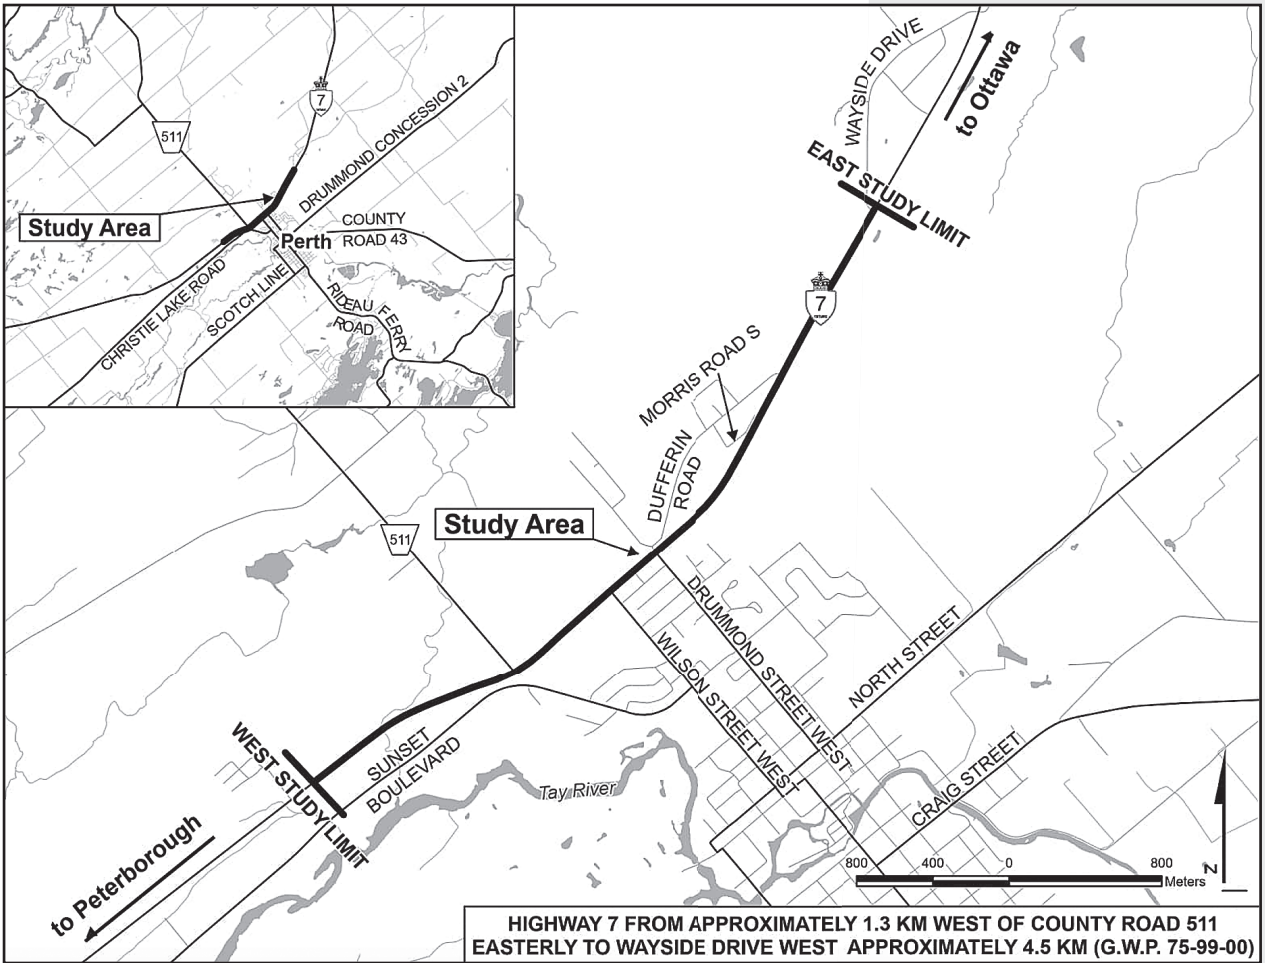 7
511
DRUMMOND CONCESSION 2
Study Area
COUNTY
ROAD 43
Perth
CHRISTIE LAKE ROAD
SCOTCH LINE
RIDEAU FERRY
ROAD
WAYSIDE DRIVE
to Ottawa
EAST STUDY LIMIT
7
MORRIS ROAD S
DUFFERIN
ROAD
Study Area
511
DRUMMOND STREET WEST
WILSON STREET WEST
NORTH STREET
CRAIG STREET
SUNSET
BOULEVARD
WEST STUDY LIMIT
Tay River
to Peterborough
800 400 0 800
Meters
N
HIGHWAY 7 FROM APPROXIMATELY 1.3 KM WEST OF COUNTY ROAD 511
EASTERLY TO WAYSIDE DRIVE WEST APPROXIMATELY 4.5 KM (G.W.P. 75-99-00)